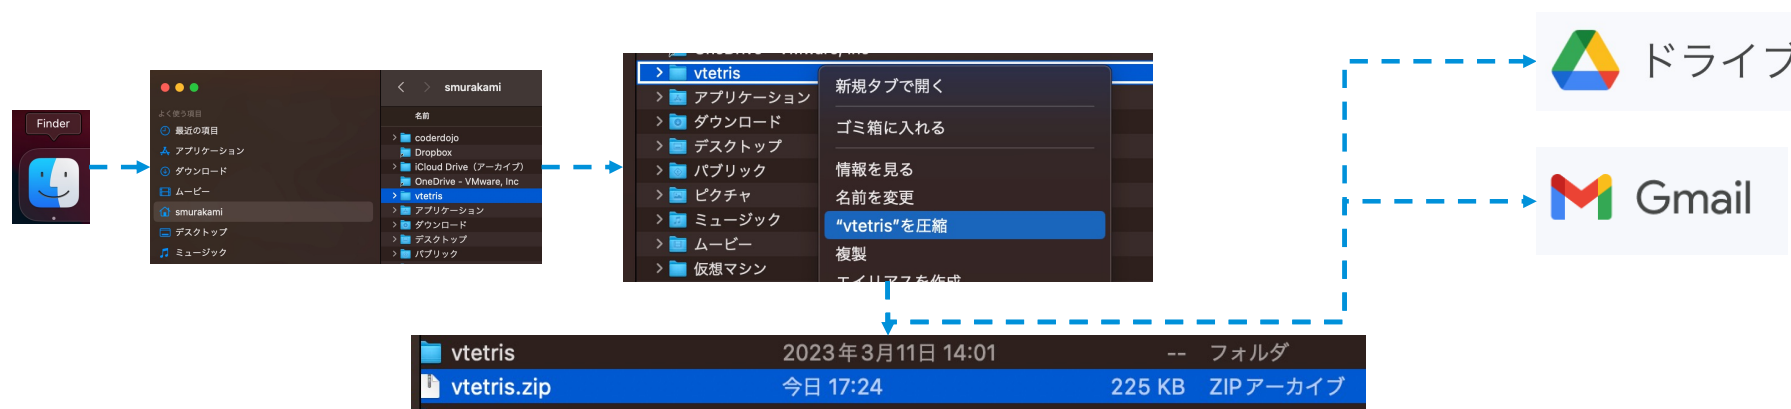 Finder
よく使う項目
最近の項目
アプリケーション
ダウンロード
ムービー
smurakami
デスクトップ
ミュージック
smurakami
名前
coderdojo
Dropbox
iCloud Drive（アーカイブ）
OneDrive - VMware, Inc
vtetris
アプリケーション
ダウンロード
デスクトップ
パブリック
vtetris
アプリケーション
ダウンロード
デスクトップ
パブリック
ピクチャ
ミュージック
ムービー
仮想マシン
新規タブで開く
ゴミ箱に入れる
情報を見る
名前を変更
“vtetris”を圧縮
複製
エイリアスを作成
ドライブ
Gmail
vtetris 2023年3月11日 14:01 -- フォルダ
vtetris.zip 今日 17:24 225 KB ZIPアーカイブ